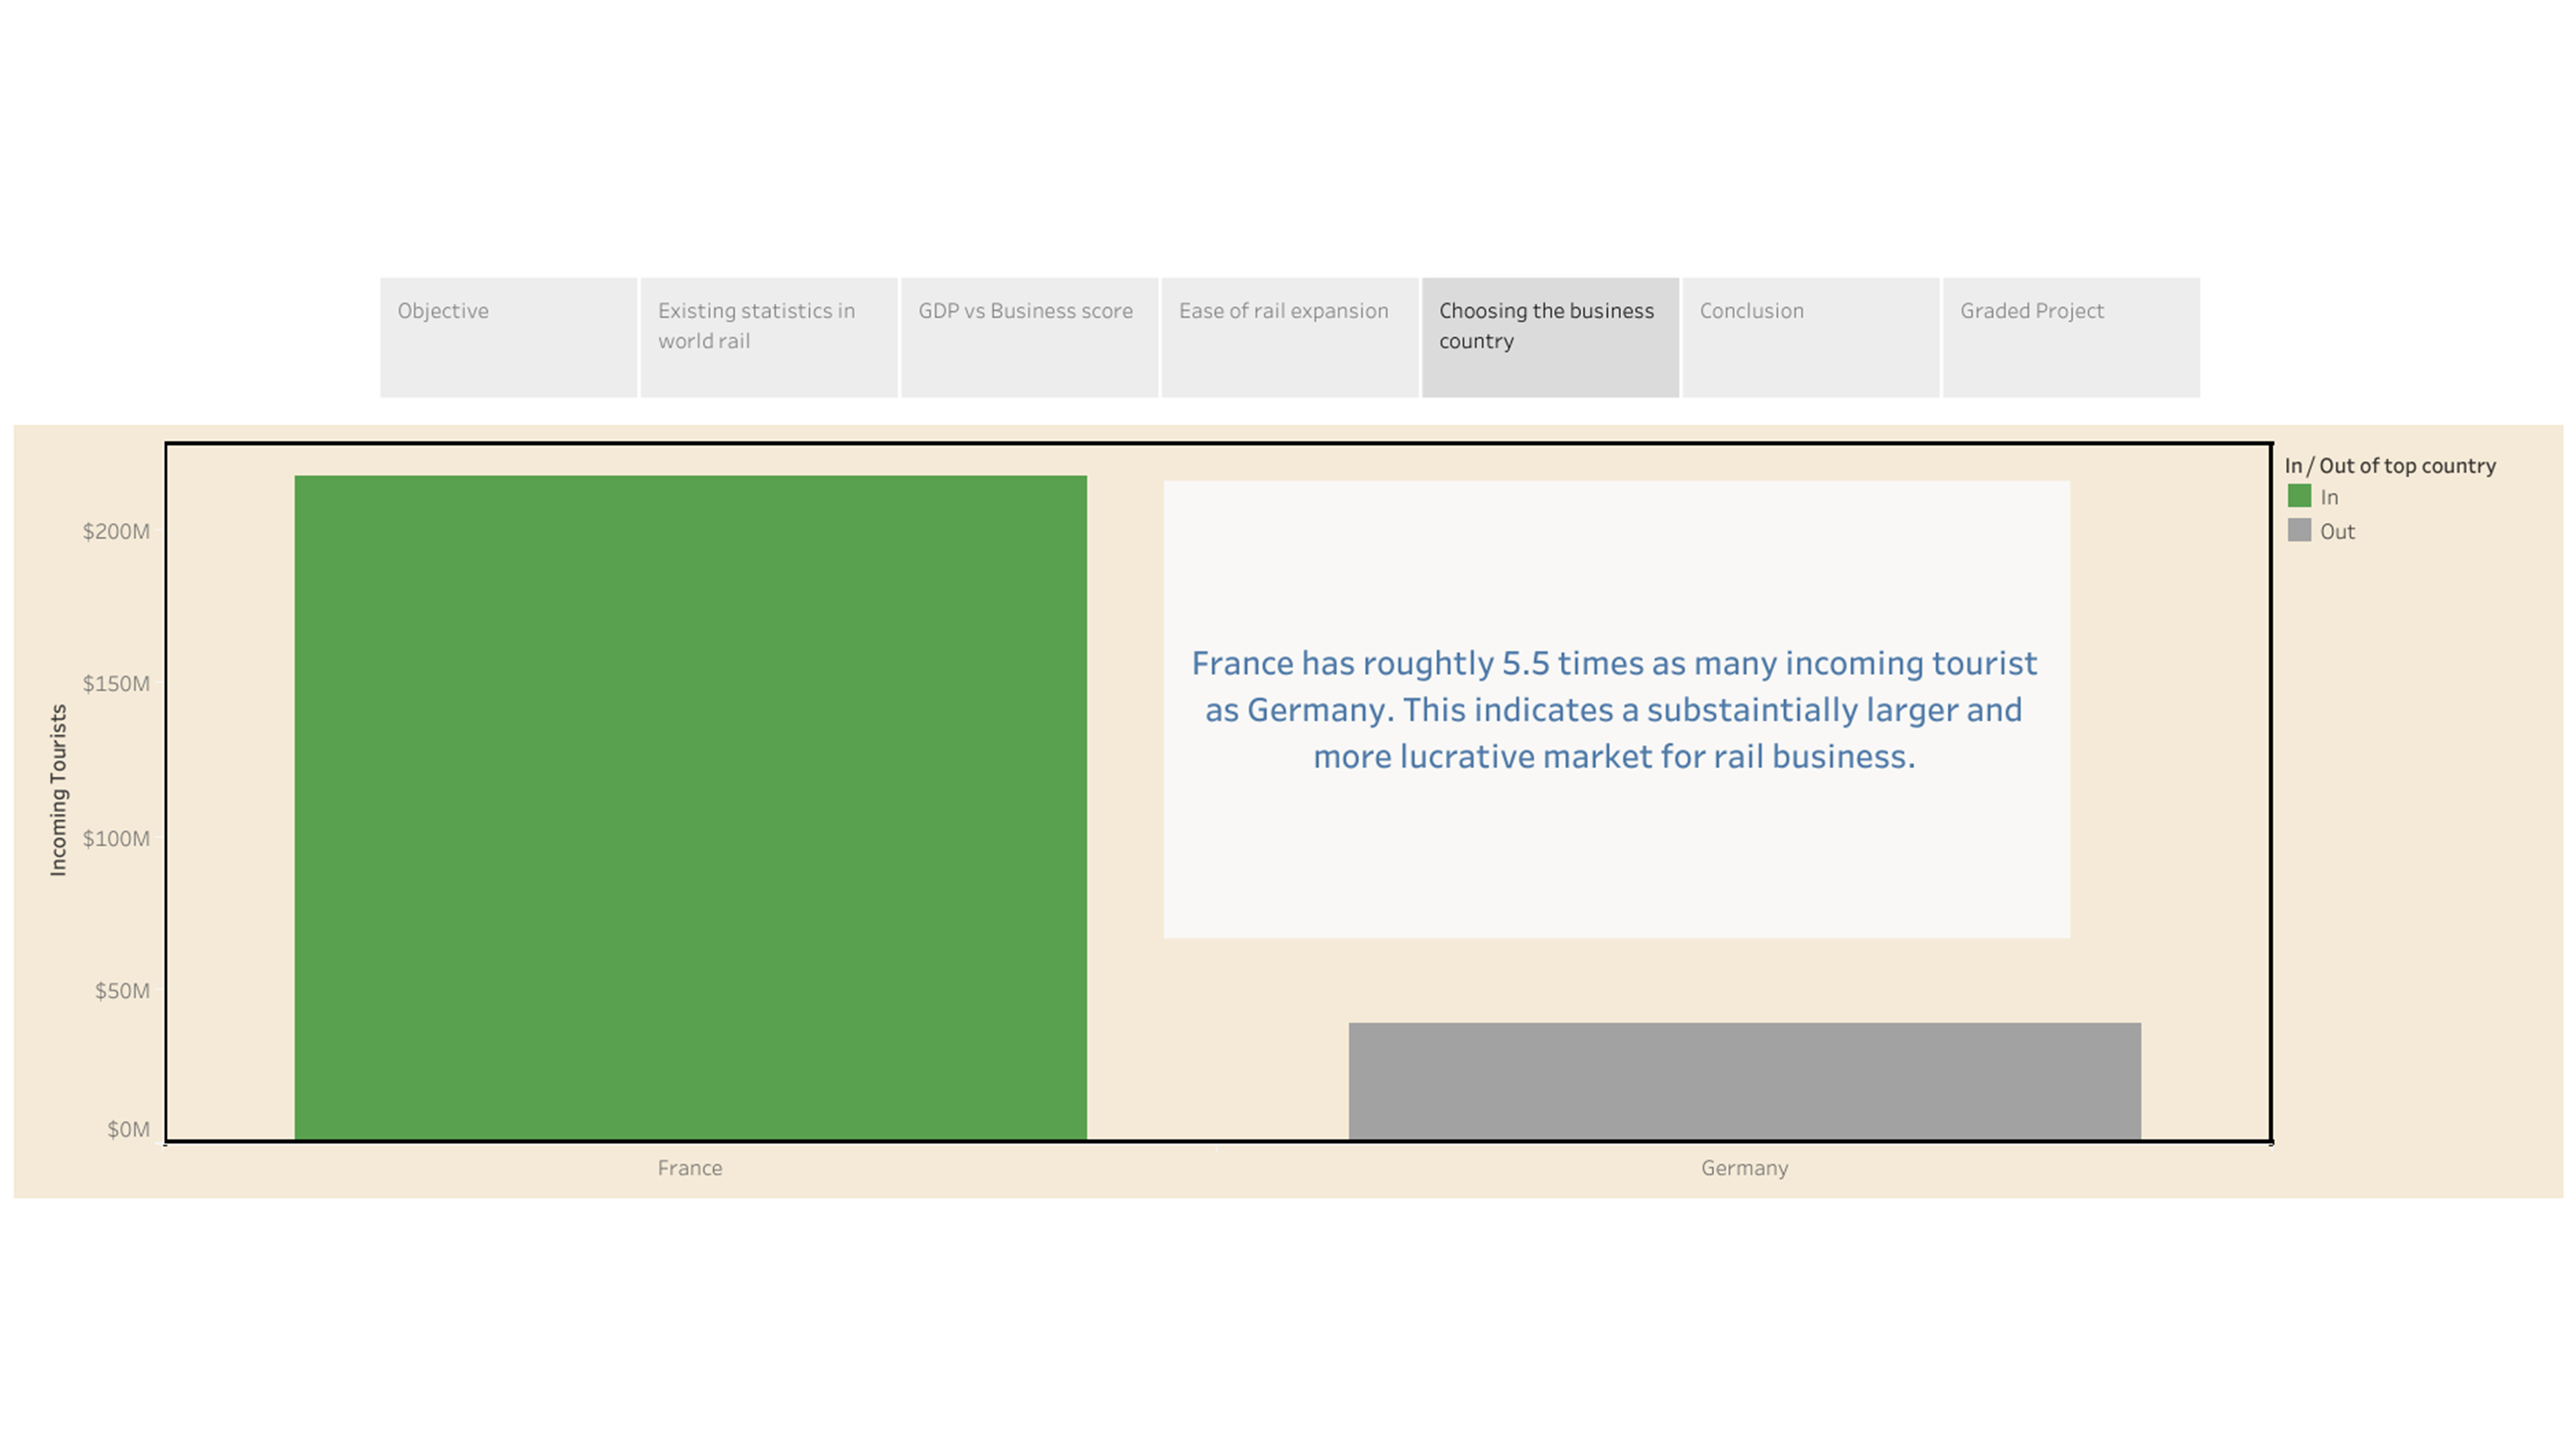 Objective
Existing statistics in
world rail
GDP vs Business score
Ease of rail expansion
Choosing the business
country
Conclusion
Graded Project
In / Out of top country
In
Out
Incoming Tourists
$200M
$150M
$100M
$50M
$0M
France has roughtly 5.5 times as many incoming tourist
as Germany. This indicates a substaintially larger and
more lucrative market for rail business.
France
Germany